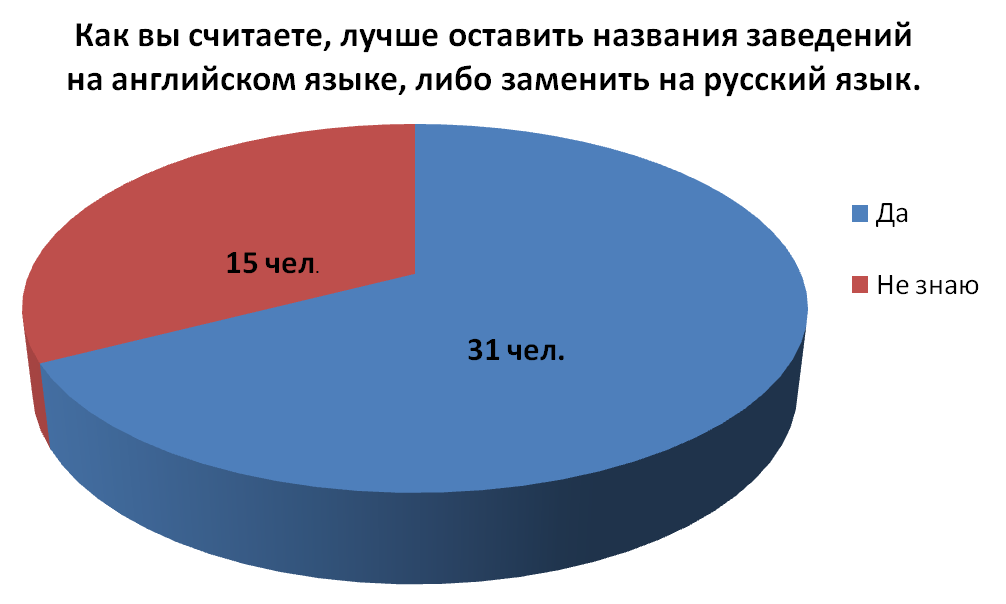 Как вы считаете, лучше оставить названия заведений
на английском языке, либо заменить на русский язык.
15 чел.
31 чел.
Да
Не знаю